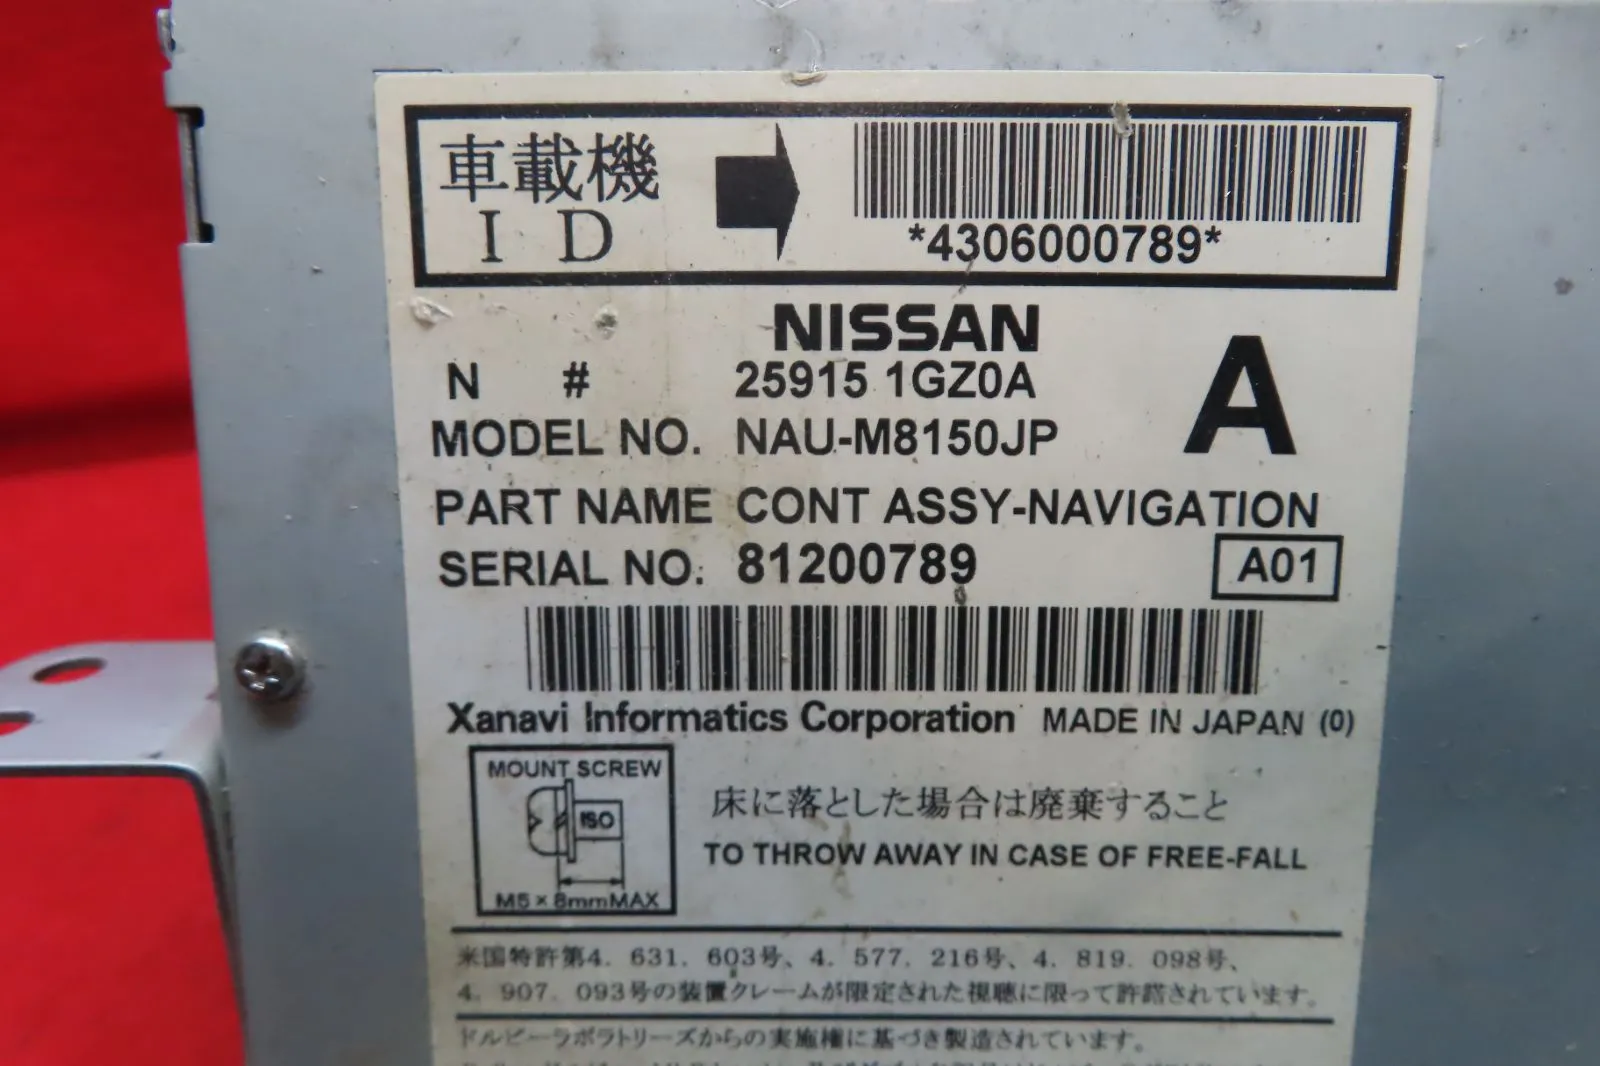 車載機
ID
*4306000789*
NISSAN
N # 25915 1GZ0A
A
MODEL NO. NAU-M8150JP
PART NAME CONT ASSY-NAVIGATION
SERIAL NO. 81200789
A01
Xanavi Informatics Corporation MADE IN JAPAN (0)
MOUNT SCREW
ISO
M5×8mmMAX
床に落とした場合は廃棄すること
TO THROW AWAY IN CASE OF FREE-FALL
米国特許第4. 631. 603号、4. 577. 216号、4. 819. 098号、
4. 907. 093号の装置クレームが限定された視聴に限って許諾されています。
ドルビーラボラトリーズからの実施権に基づき製造されています。